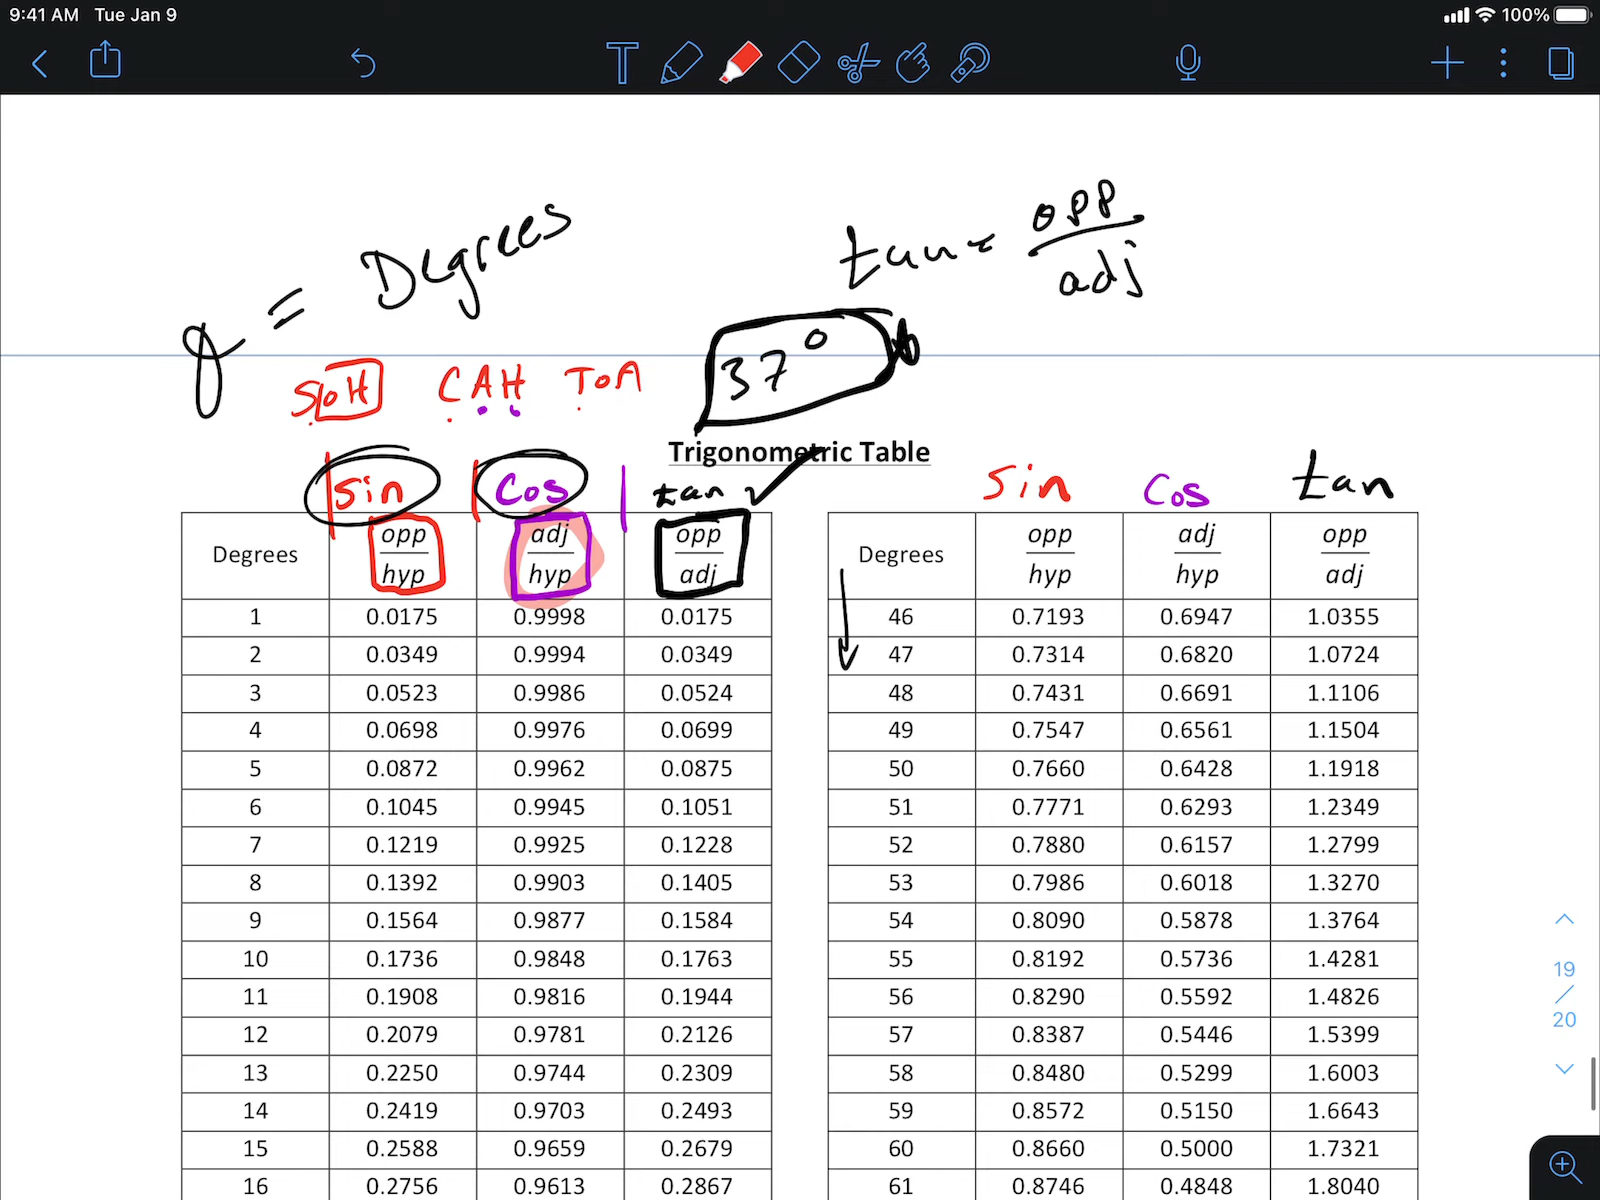 9:41 AM Tue Jan 9 100%
T
= Degrees
tan = opp
adj
37°
SOH CAH TOA
Trigonometric Table
sin cos tan sin cos tan
Degrees opp/hyp adj/hyp opp/adj Degrees opp/hyp adj/hyp opp/adj
1 0.0175 0.9998 0.0175 46 0.7193 0.6947 1.0355
2 0.0349 0.9994 0.0349 47 0.7314 0.6820 1.0724
3 0.0523 0.9986 0.0524 48 0.7431 0.6691 1.1106
4 0.0698 0.9976 0.0699 49 0.7547 0.6561 1.1504
5 0.0872 0.9962 0.0875 50 0.7660 0.6428 1.1918
6 0.1045 0.9945 0.1051 51 0.7771 0.6293 1.2349
7 0.1219 0.9925 0.1228 52 0.7880 0.6157 1.2799
8 0.1392 0.9903 0.1405 53 0.7986 0.6018 1.3270
9 0.1564 0.9877 0.1584 54 0.8090 0.5878 1.3764
10 0.1736 0.9848 0.1763 55 0.8192 0.5736 1.4281
11 0.1908 0.9816 0.1944 56 0.8290 0.5592 1.4826
12 0.2079 0.9781 0.2126 57 0.8387 0.5446 1.5399
13 0.2250 0.9744 0.2309 58 0.8480 0.5299 1.6003
14 0.2419 0.9703 0.2493 59 0.8572 0.5150 1.6643
15 0.2588 0.9659 0.2679 60 0.8660 0.5000 1.7321
16 0.2756 0.9613 0.2867 61 0.8746 0.4848 1.8040
19
/
20